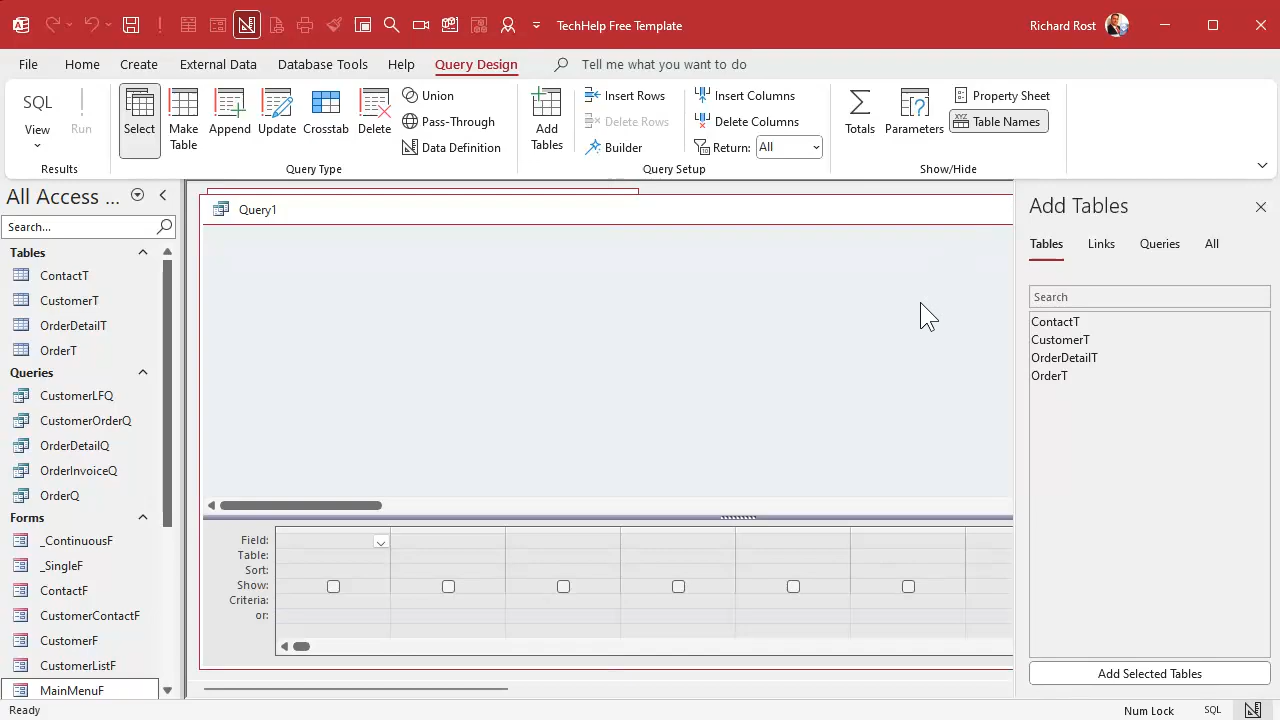 TechHelp Free Template
Richard Rost
File Home Create External Data Database Tools Help Query Design Tell me what you want to do
SQL
View
Run
Results
Select
Make Table
Append
Update
Crosstab
Delete
Union
Pass-Through
Data Definition
Query Type
Add Tables
Insert Rows
Delete Rows
Builder
Insert Columns
Delete Columns
Return: All
Query Setup
Totals
Parameters
Property Sheet
XYZ Table Names
Show/Hide
All Access ...
Search...
Tables
ContactT
CustomerT
OrderDetailT
OrderT
Queries
CustomerLFQ
CustomerOrderQ
OrderDetailQ
OrderInvoiceQ
OrderQ
Forms
_ContinuousF
_SingleF
ContactF
CustomerContactF
CustomerF
CustomerListF
MainMenuF
Query1
Field:
Table:
Sort:
Show:
Criteria:
or:
Add Tables
Tables Links Queries All
Search
ContactT
CustomerT
OrderDetailT
OrderT
Add Selected Tables
Ready
Num Lock
SQL